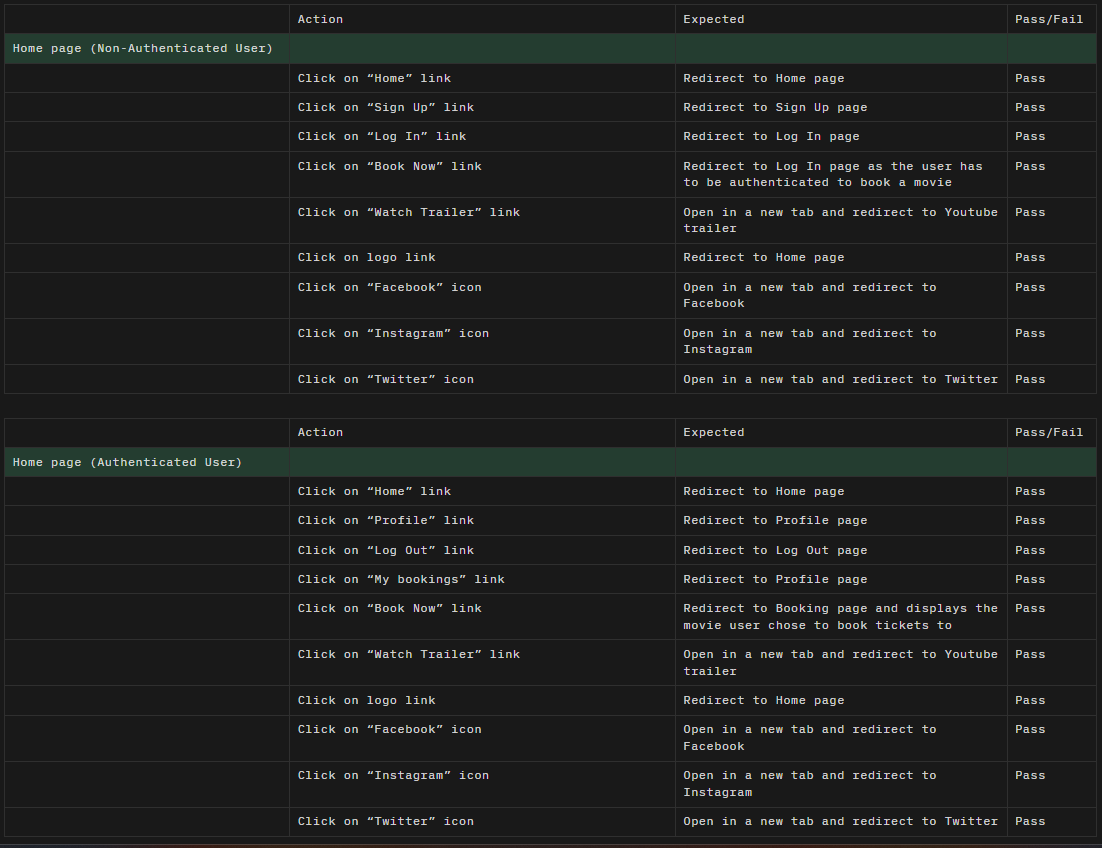 Action Expected Pass/Fail
Home page (Non-Authenticated User)
Click on “Home” link Redirect to Home page Pass
Click on “Sign Up” link Redirect to Sign Up page Pass
Click on “Log In” link Redirect to Log In page Pass
Click on “Book Now” link Redirect to Log In page as the user has Pass
to be authenticated to book a movie
Click on “Watch Trailer” link Open in a new tab and redirect to Youtube Pass
trailer
Click on logo link Redirect to Home page Pass
Click on “Facebook” icon Open in a new tab and redirect to Pass
Facebook
Click on “Instagram” icon Open in a new tab and redirect to Pass
Instagram
Click on “Twitter” icon Open in a new tab and redirect to Twitter Pass
Action Expected Pass/Fail
Home page (Authenticated User)
Click on “Home” link Redirect to Home page Pass
Click on “Profile” link Redirect to Profile page Pass
Click on “Log Out” link Redirect to Log Out page Pass
Click on “My bookings” link Redirect to Profile page Pass
Click on “Book Now” link Redirect to Booking page and displays the Pass
movie user chose to book tickets to
Click on “Watch Trailer” link Open in a new tab and redirect to Youtube Pass
trailer
Click on logo link Redirect to Home page Pass
Click on “Facebook” icon Open in a new tab and redirect to Pass
Facebook
Click on “Instagram” icon Open in a new tab and redirect to Pass
Instagram
Click on “Twitter” icon Open in a new tab and redirect to Twitter Pass